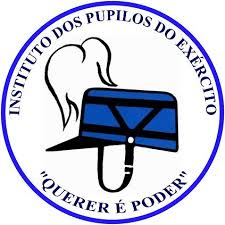 INSTITUTO DOS PUPILOS DO EXÉRCITO
"QUERER É PODER"